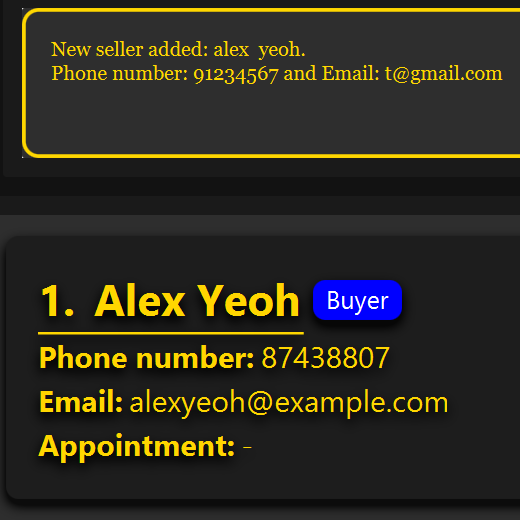 New seller added: alex  yeoh.
Phone number: 91234567 and Email: t@gmail.com
1.  Alex Yeoh Buyer
Phone number: 87438807
Email: alexyeoh@example.com
Appointment: -